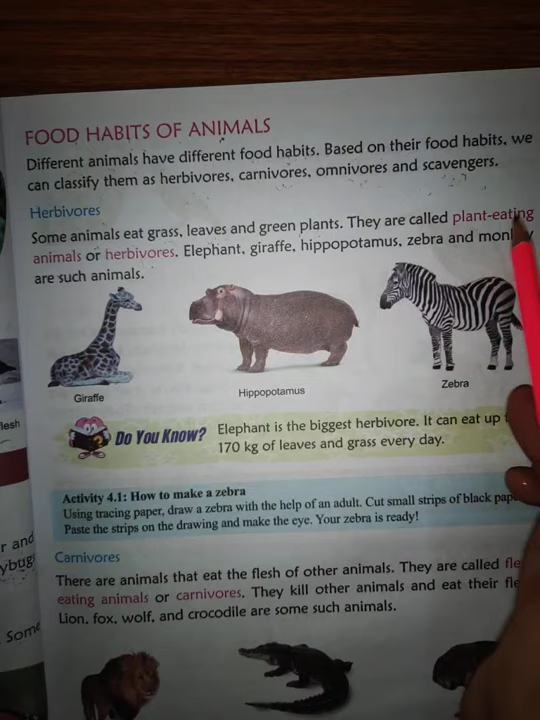 FOOD HABITS OF ANIMALS
Different animals have different food habits. Based on their food habits, we
can classify them as herbivores, carnivores, omnivores and scavengers.
Herbivores
Some animals eat grass, leaves and green plants. They are called plant-eating
animals or herbivores. Elephant, giraffe, hippopotamus, zebra and
are such animals.
Giraffe
Hippopotamus
Zebra
Do You Know?
Elephant is the biggest herbivore. It can eat up
170 kg of leaves and grass every day.
Activity 4.1: How to make a zebra
Using tracing paper, draw a zebra with the help of an adult. Cut small strips of black
Paste the strips on the drawing and make the eye. Your zebra is ready!
Carnivores
There are animals that eat the flesh of other animals. They are called
eating animals or carnivores. They kill other animals and eat their
Lion, fox, wolf, and crocodile are some such animals.
lesh
r and
ybug
Some